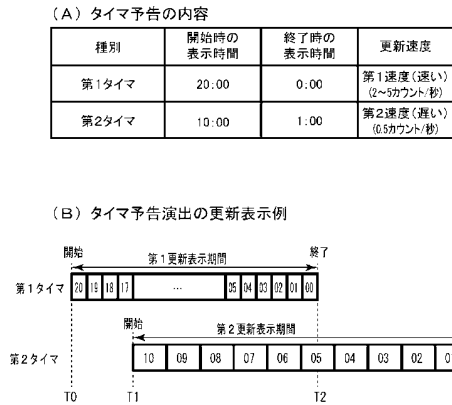 (A) タイマ予告の内容
種別 開始時の表示時間 終了時の表示時間 更新速度
第1タイマ 20:00 0:00 第1速度(速い)(2~5カウント/秒)
第2タイマ 10:00 1:00 第2速度(遅い)(0.5カウント/秒)
(B) タイマ予告演出の更新表示例
開始 第1更新表示期間 終了
第1タイマ 20 19 18 17 … 05 04 03 02 01 00
開始 第2更新表示期間
第2タイマ 10 09 08 07 06 05 04 03 02
T0 T1 T2